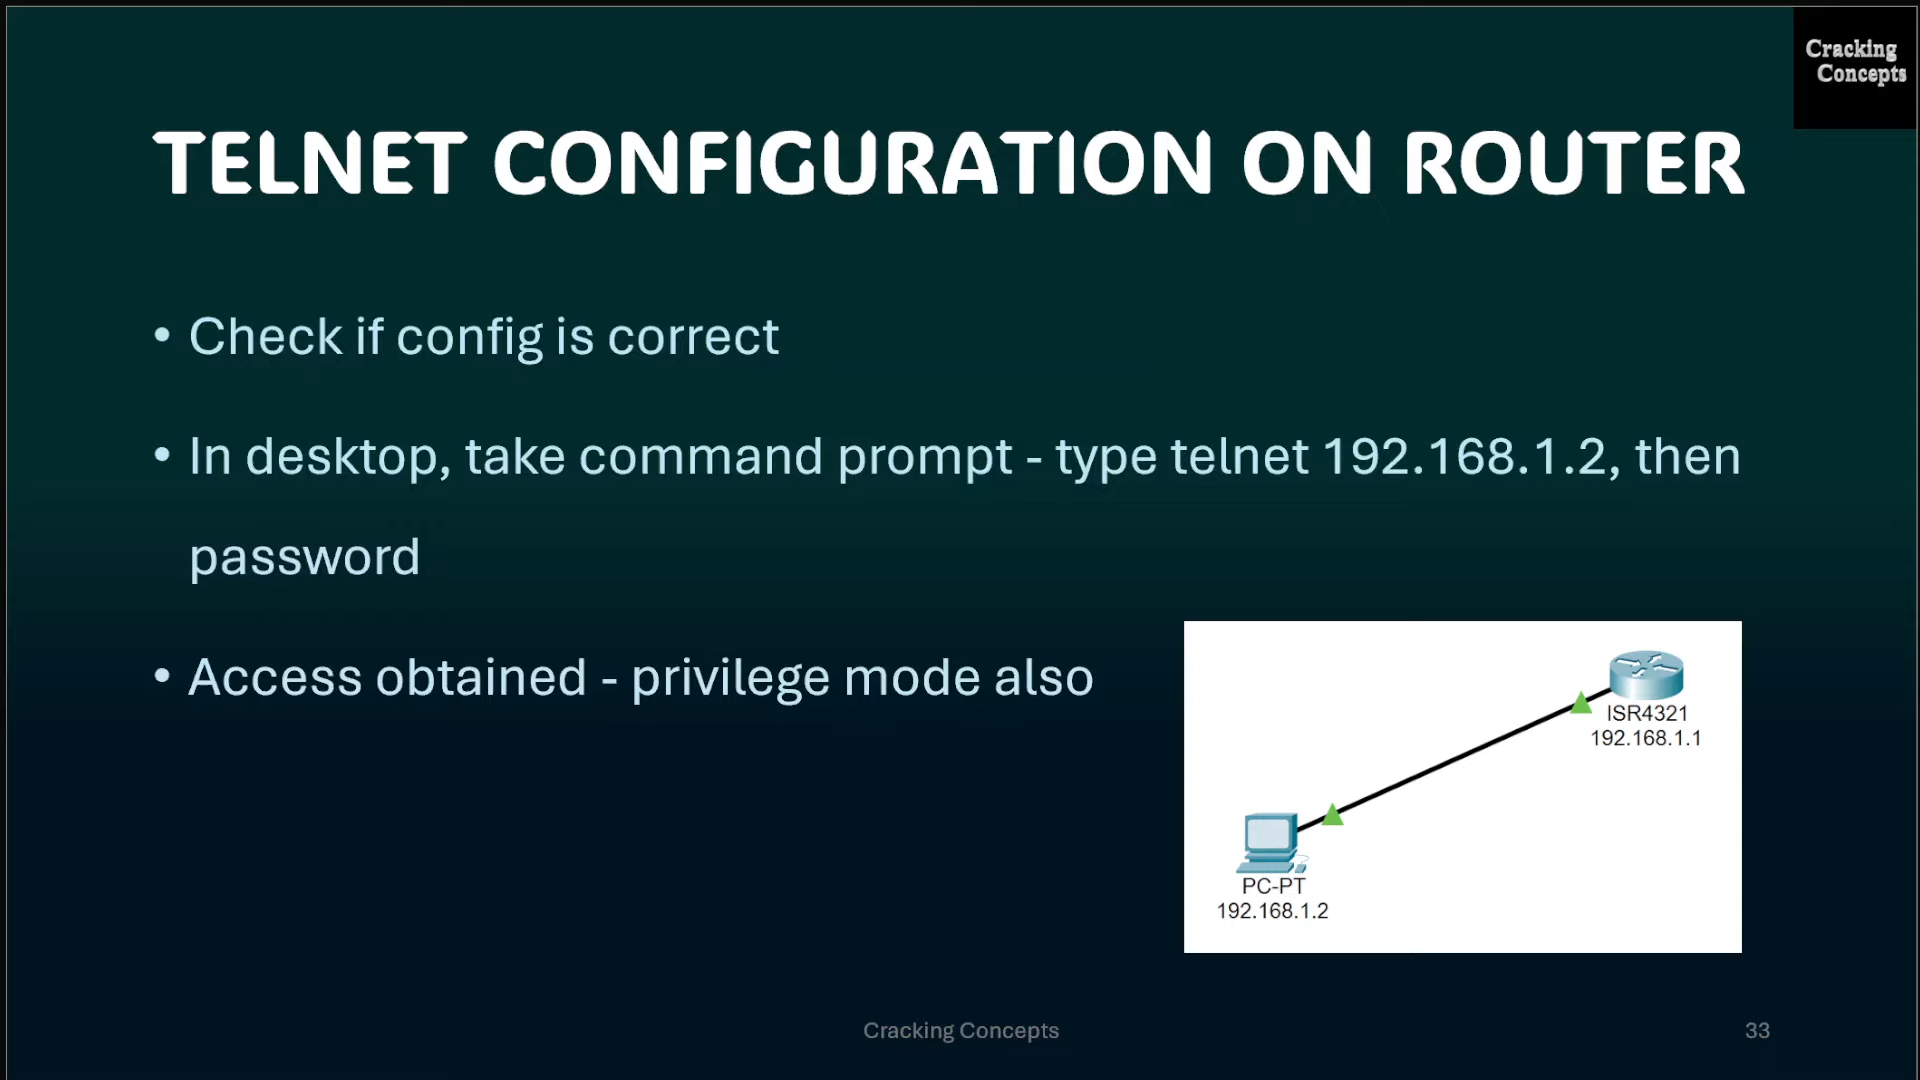 Cracking
Concepts
TELNET CONFIGURATION ON ROUTER
• Check if config is correct
• In desktop, take command prompt - type telnet 192.168.1.2, then
password
• Access obtained - privilege mode also
ISR4321
192.168.1.1
PC-PT
192.168.1.2
Cracking Concepts
33